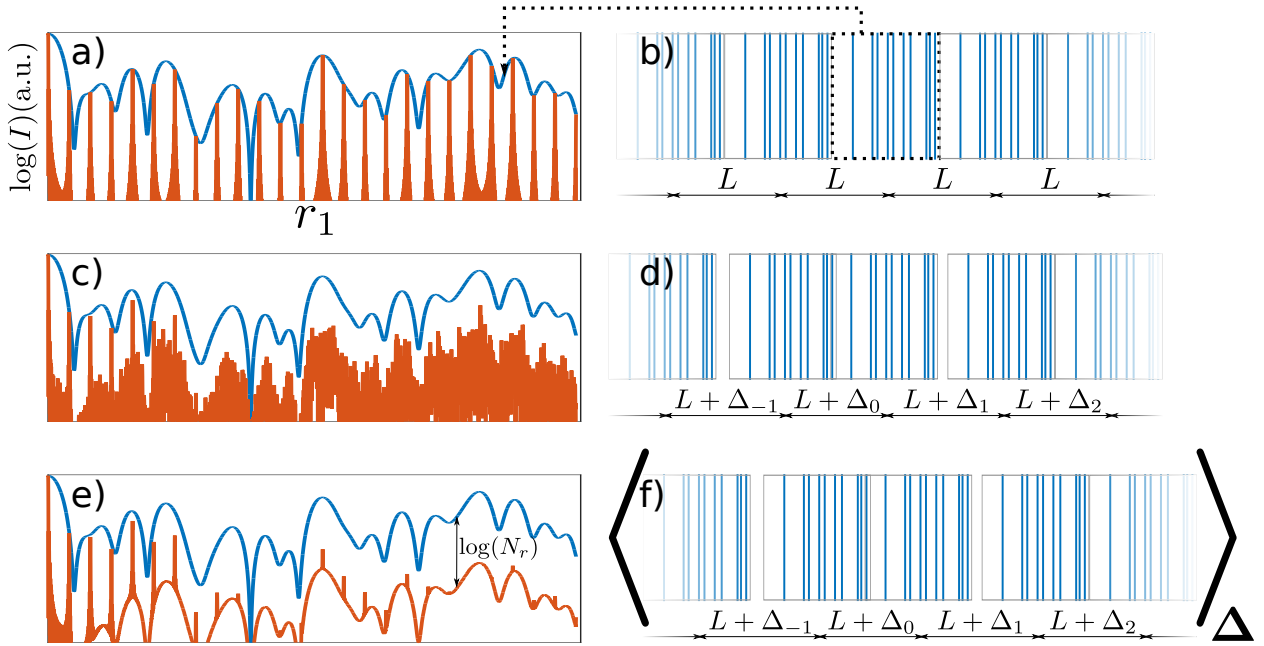 a)
b)
log(I)(a.u.)
r₁
L
L
L
L
c)
d)
L + Δ₋₁
L + Δ₀
L + Δ₁
L + Δ₂
e)
f)
log(Nᵣ)
L + Δ₋₁
L + Δ₀
L + Δ₁
L + Δ₂
Δ